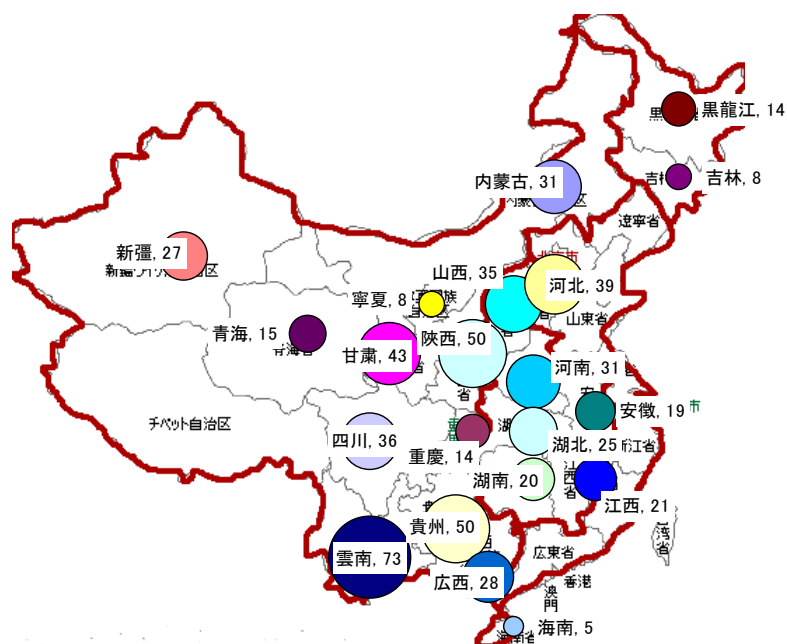 黒龍江, 14
吉林, 8
内蒙古, 31
遼寧省
新疆, 27
山西, 35
河北, 39
寧夏, 8
山東省
青海, 15
陝西, 50
甘粛, 43
河南, 31
安徴, 19
市
チベット自治区
四川, 36
重慶, 14
湖北, 25
湖南, 20
江西, 21
貴州, 50
雲南, 73
広西, 28
広東省
香港
澳門
海南, 5